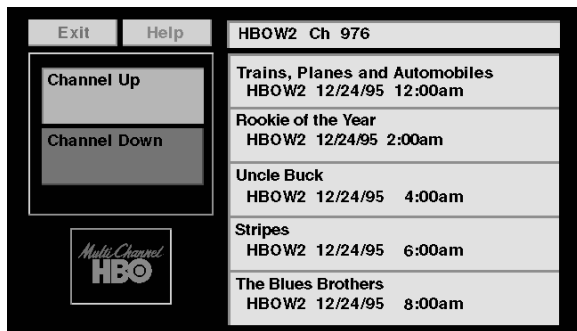 Exit Help
HBOW2 Ch 976
Channel Up
Channel Down
Multi Channel
HBO
Trains, Planes and Automobiles
HBOW2 12/24/95 12:00am
Rookie of the Year
HBOW2 12/24/95 2:00am
Uncle Buck
HBOW2 12/24/95 4:00am
Stripes
HBOW2 12/24/95 6:00am
The Blues Brothers
HBOW2 12/24/95 8:00am